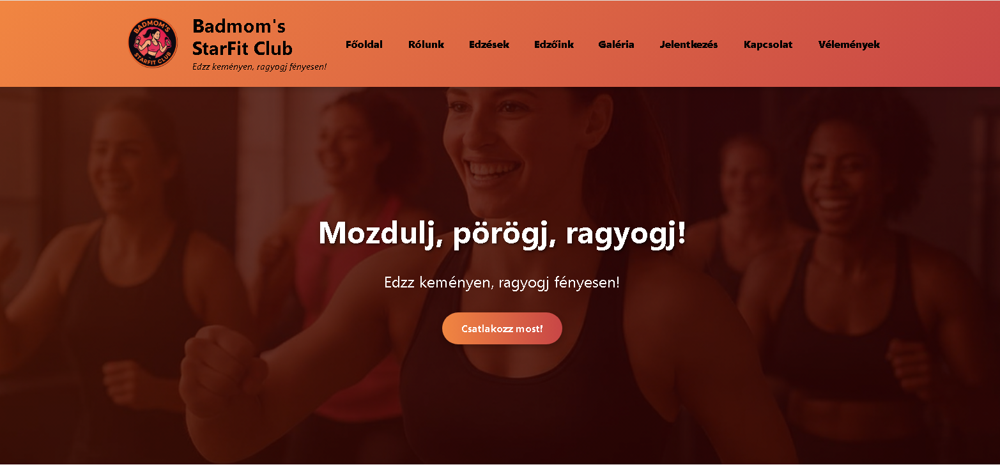 BADMOM'S
STARFIT CLUB
Badmom's
StarFit Club
Edzz keményen, ragyogj fényesen!
Főoldal Rólunk Edzések Edzőink Galéria Jelentkezés Kapcsolat Vélemények
Mozdulj, pörögj, ragyogj!
Edzz keményen, ragyogj fényesen!
Csatlakozz most!